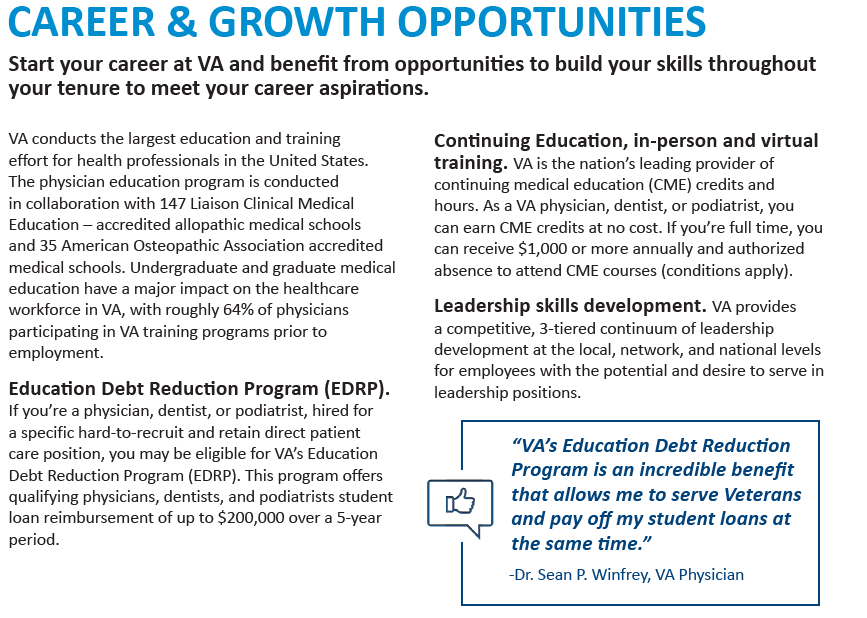 CAREER & GROWTH OPPORTUNITIES
Start your career at VA and benefit from opportunities to build your skills throughout
your tenure to meet your career aspirations.
VA conducts the largest education and training
effort for health professionals in the United States.
The physician education program is conducted
in collaboration with 147 Liaison Clinical Medical
Education – accredited allopathic medical schools
and 35 American Osteopathic Association accredited
medical schools. Undergraduate and graduate medical
education have a major impact on the healthcare
workforce in VA, with roughly 64% of physicians
participating in VA training programs prior to
employment.
Education Debt Reduction Program (EDRP).
If you’re a physician, dentist, or podiatrist, hired for
a specific hard-to-recruit and retain direct patient
care position, you may be eligible for VA’s Education
Debt Reduction Program (EDRP). This program offers
qualifying physicians, dentists, and podiatrists student
loan reimbursement of up to $200,000 over a 5-year
period.
Continuing Education, in-person and virtual
training. VA is the nation’s leading provider of
continuing medical education (CME) credits and
hours. As a VA physician, dentist, or podiatrist, you
can earn CME credits at no cost. If you’re full time, you
can receive $1,000 or more annually and authorized
absence to attend CME courses (conditions apply).
Leadership skills development. VA provides
a competitive, 3-tiered continuum of leadership
development at the local, network, and national levels
for employees with the potential and desire to serve in
leadership positions.
“VA’s Education Debt Reduction
Program is an incredible benefit
that allows me to serve Veterans
and pay off my student loans at
the same time.”
-Dr. Sean P. Winfrey, VA Physician